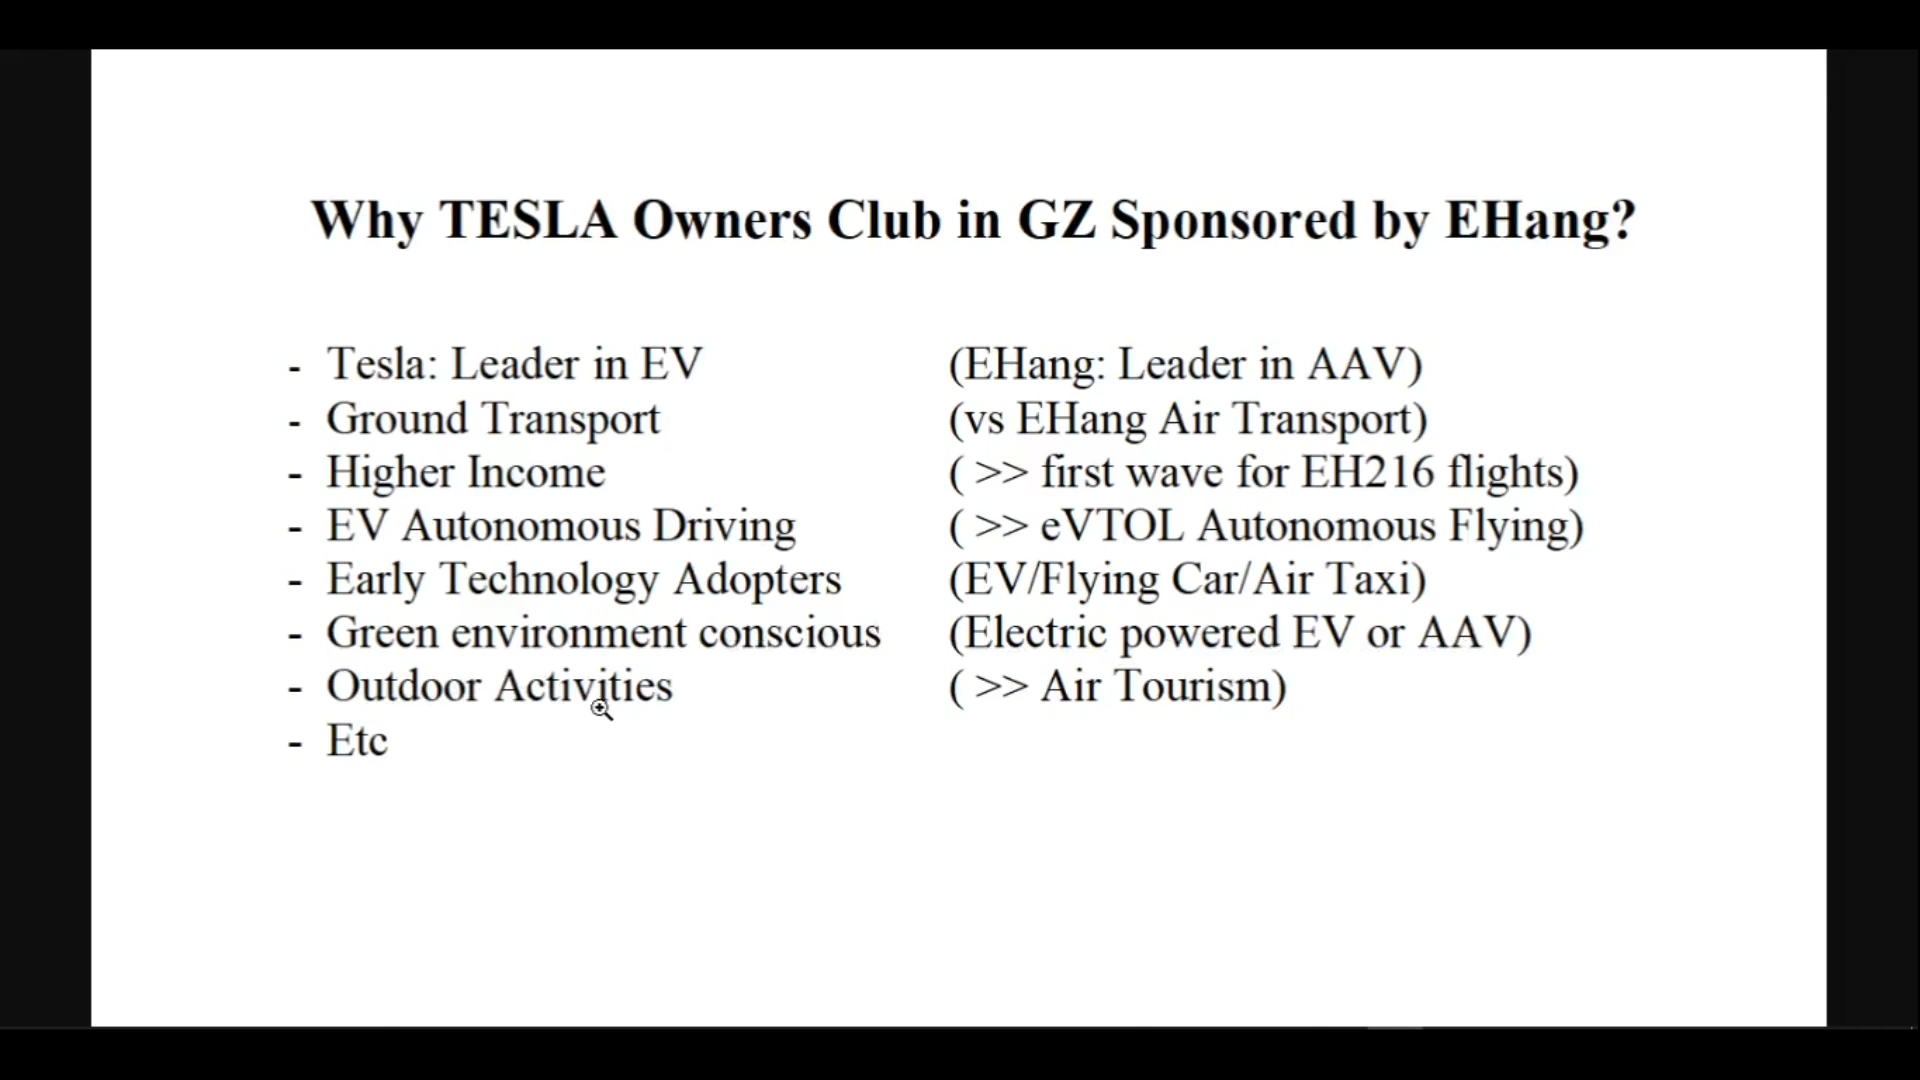 Why TESLA Owners Club in GZ Sponsored by EHang?
- Tesla: Leader in EV (EHang: Leader in AAV)
- Ground Transport (vs EHang Air Transport)
- Higher Income ( >> first wave for EH216 flights)
- EV Autonomous Driving ( >> eVTOL Autonomous Flying)
- Early Technology Adopters (EV/Flying Car/Air Taxi)
- Green environment conscious (Electric powered EV or AAV)
- Outdoor Activities ( >> Air Tourism)
- Etc